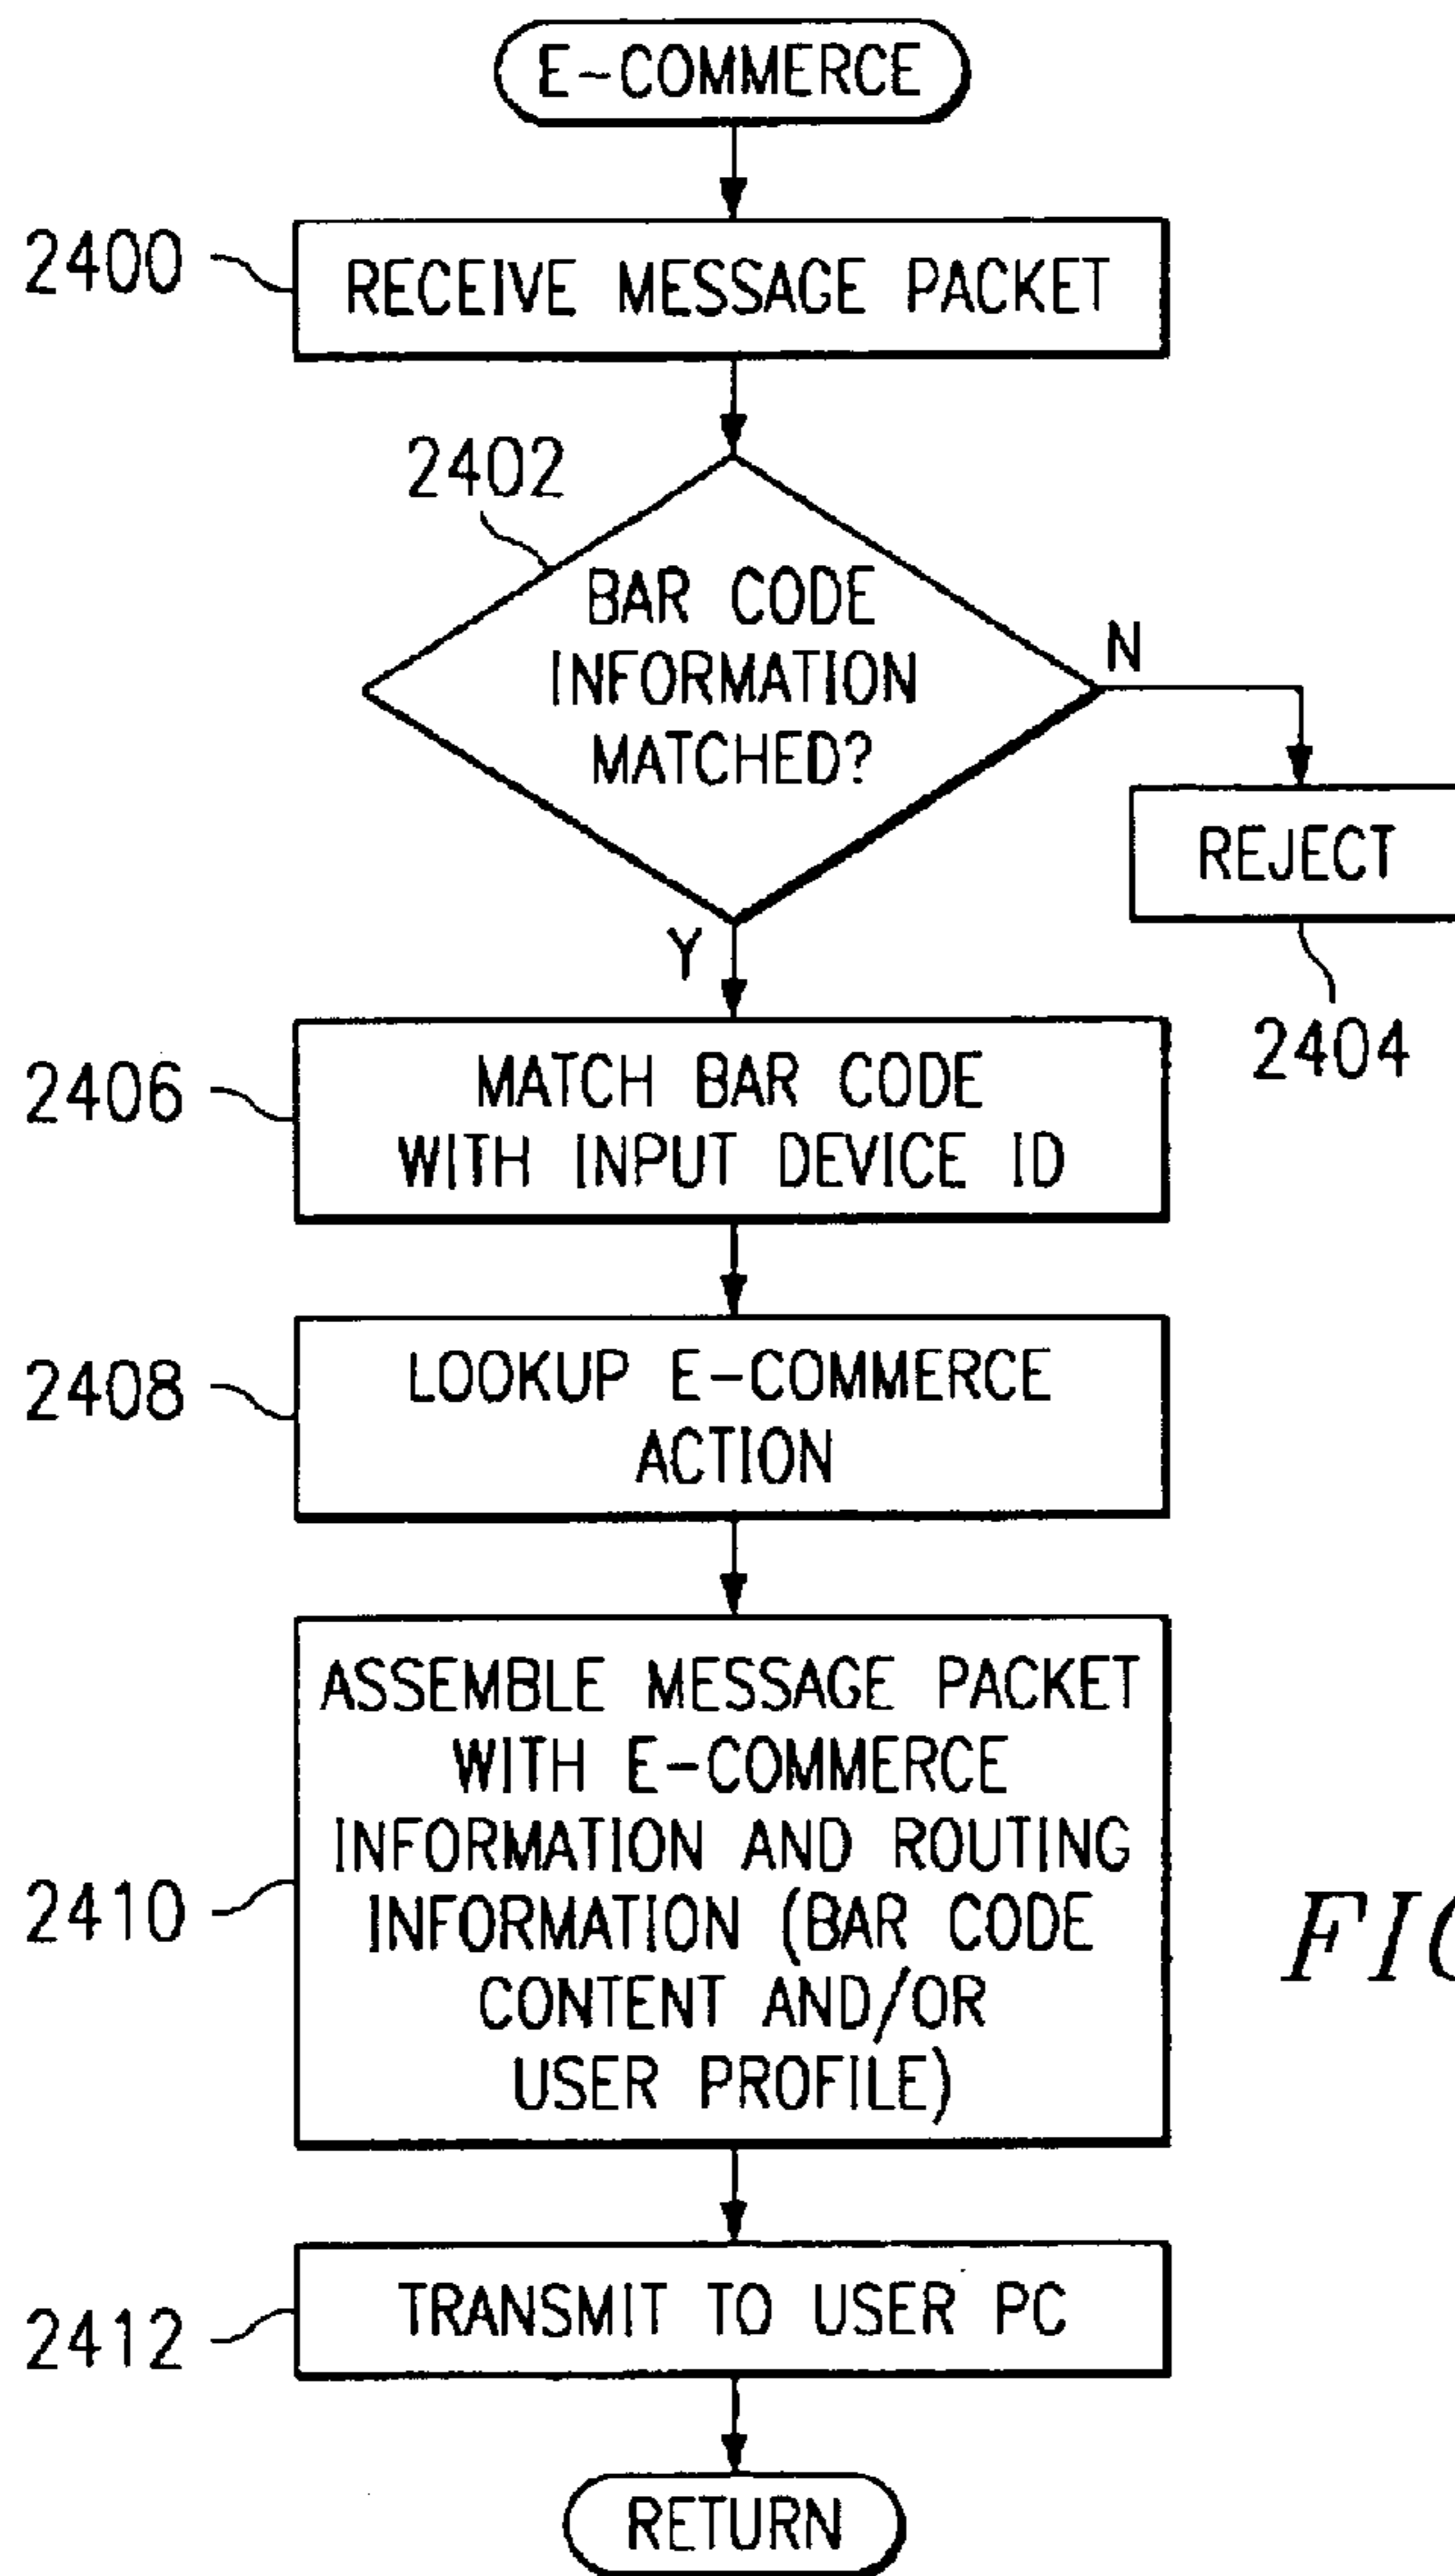 E-COMMERCE
2400
RECEIVE MESSAGE PACKET
2402
BAR CODE
INFORMATION
MATCHED?
N
REJECT
2404
Y
2406
MATCH BAR CODE
WITH INPUT DEVICE ID
2408
LOOKUP E-COMMERCE
ACTION
2410
ASSEMBLE MESSAGE PACKET
WITH E-COMMERCE
INFORMATION AND ROUTING
INFORMATION (BAR CODE
CONTENT AND/OR
USER PROFILE)
2412
TRANSMIT TO USER PC
RETURN